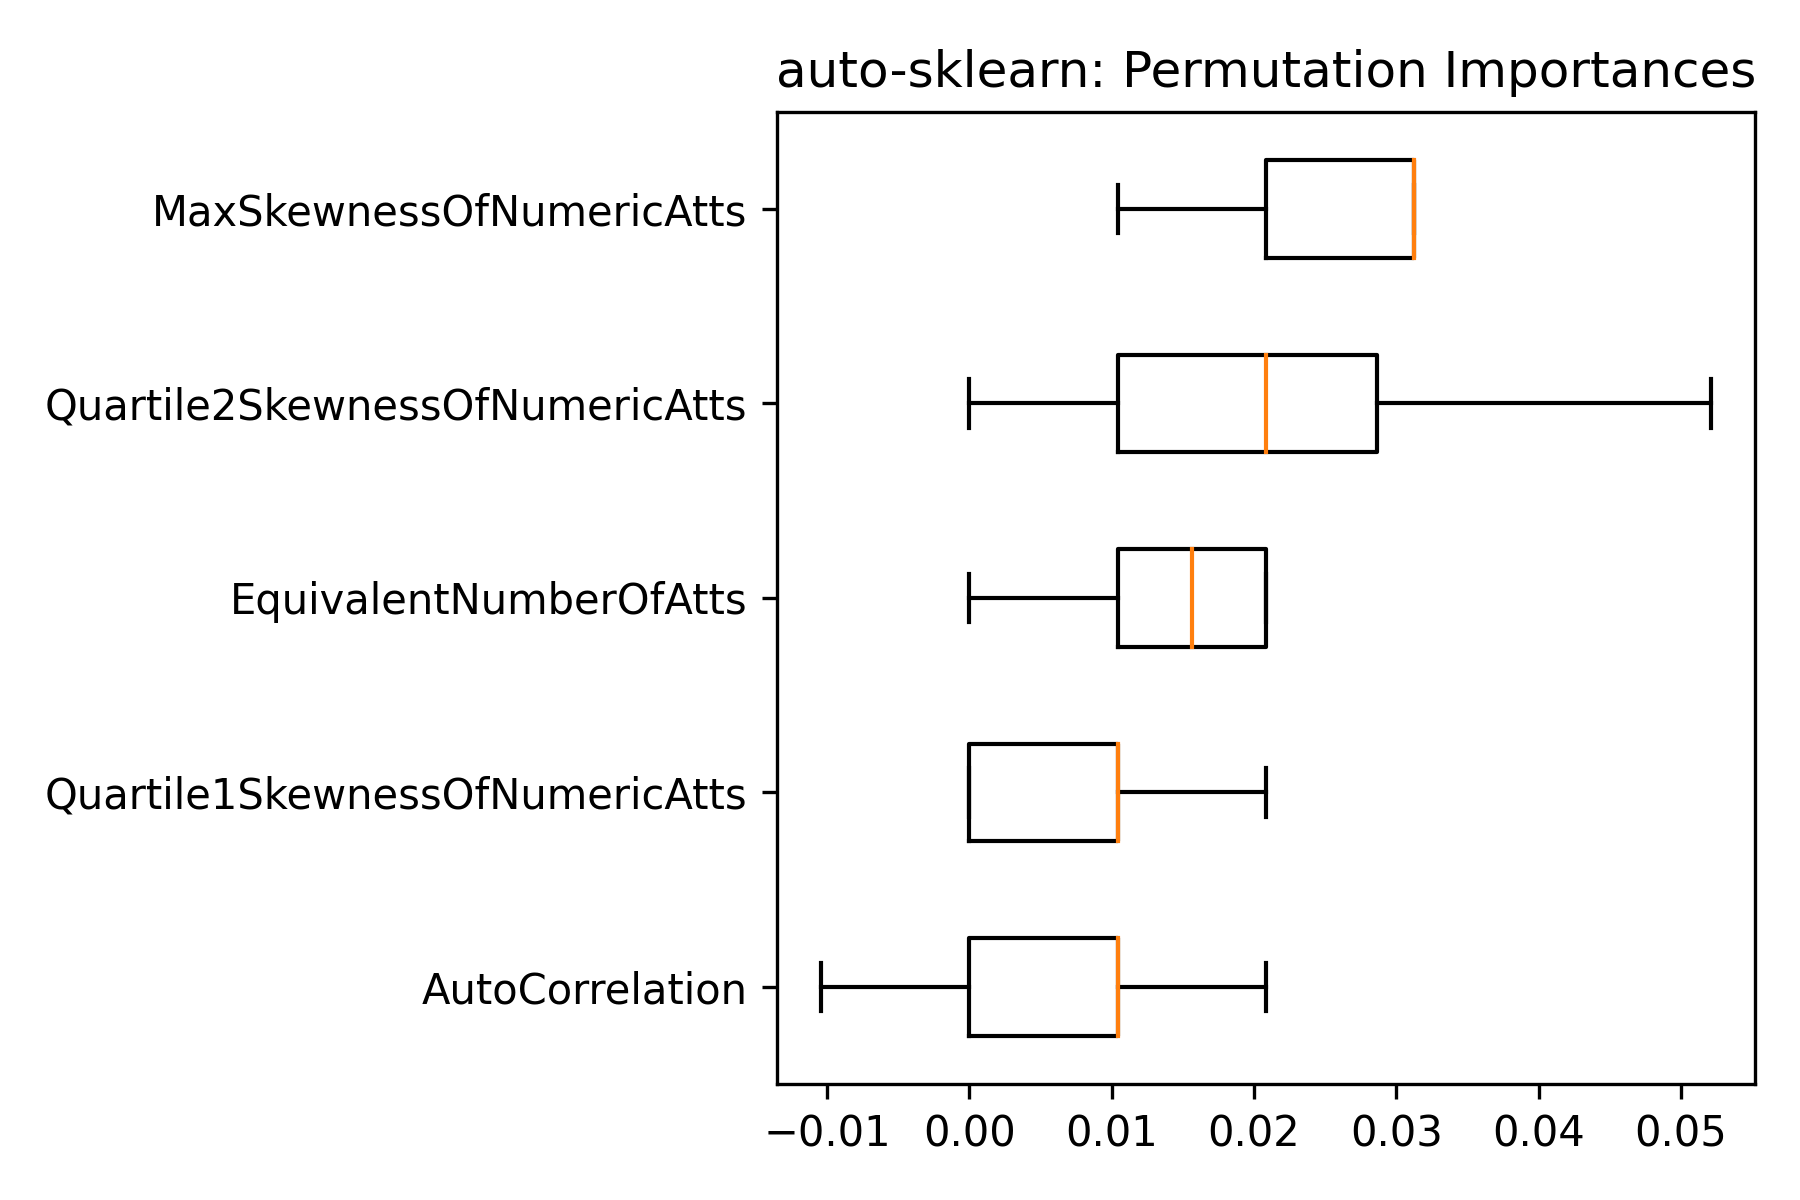 auto-sklearn: Permutation Importances
MaxSkewnessOfNumericAtts
Quartile2SkewnessOfNumericAtts
EquivalentNumberOfAtts
Quartile1SkewnessOfNumericAtts
AutoCorrelation
−0.01 0.00 0.01 0.02 0.03 0.04 0.05